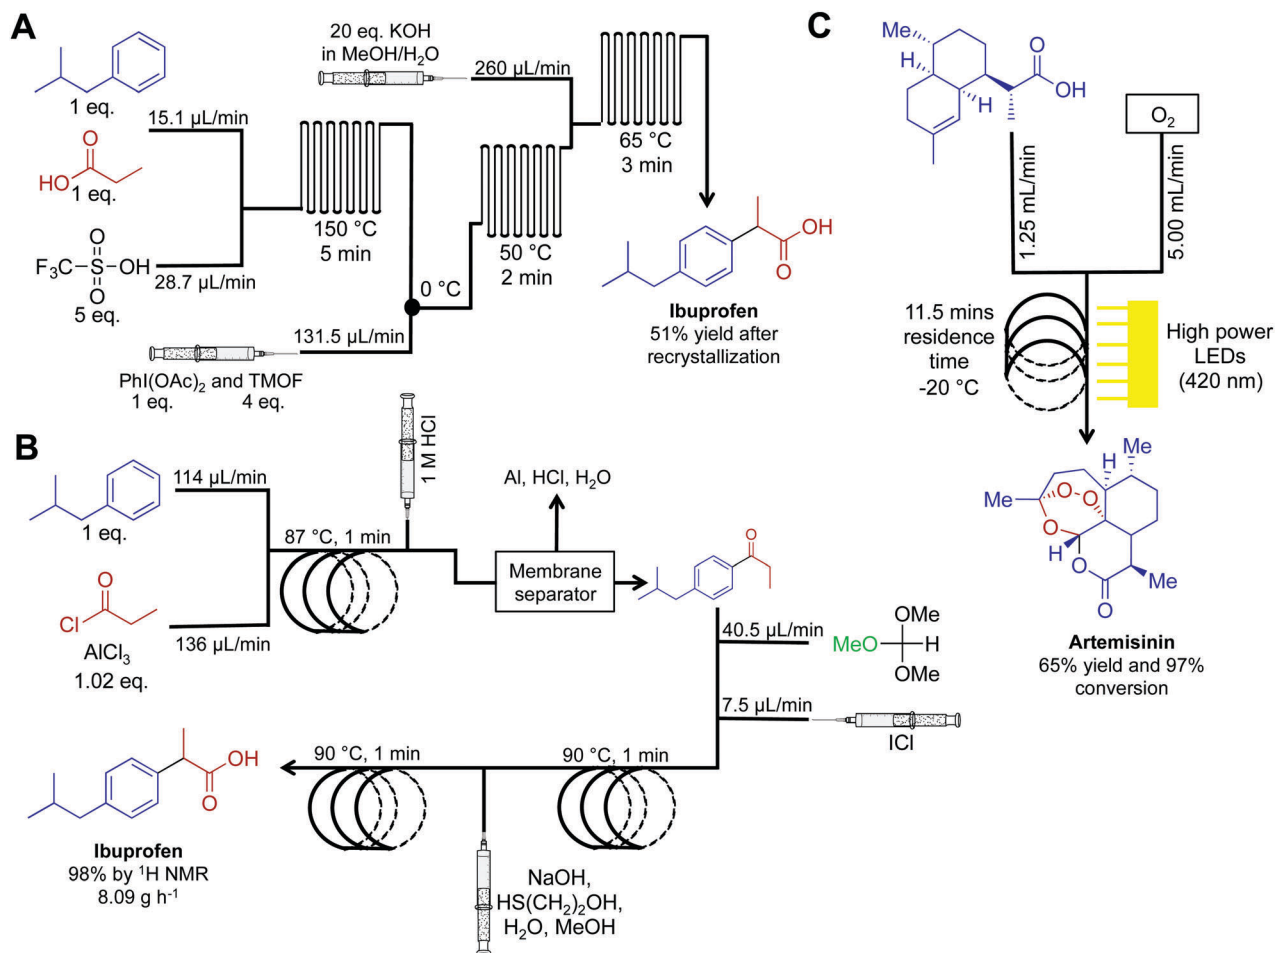 A
1 eq.
15.1 µL/min
O
HO
1 eq.
O
F₃C S OH
O
28.7 µL/min
5 eq.
150 °C
5 min
131.5 µL/min
PhI(OAc)₂ and TMOF
1 eq. 4 eq.
0 °C
20 eq. KOH
in MeOH/H₂O
260 µL/min
50 °C
2 min
65 °C
3 min
OH
O
Ibuprofen
51% yield after
recrystallization
B
1 eq.
114 µL/min
O
Cl
AlCl₃
1.02 eq.
136 µL/min
87 °C, 1 min
1 M HCl
Al, HCl, H₂O
Membrane
separator
O
40.5 µL/min
OMe
MeO H
OMe
7.5 µL/min
ICl
90 °C, 1 min
NaOH,
HS(CH₂)₂OH,
H₂O, MeOH
90 °C, 1 min
OH
O
Ibuprofen
98% by ¹H NMR
8.09 g h⁻¹
C
Me
H
H
O
OH
O₂
1.25 mL/min
5.00 mL/min
11.5 mins
residence
time
-20 °C
High power
LEDs
(420 nm)
H
Me
Me
O
O
O
H
O
Me
O
Artemisinin
65% yield and 97%
conversion